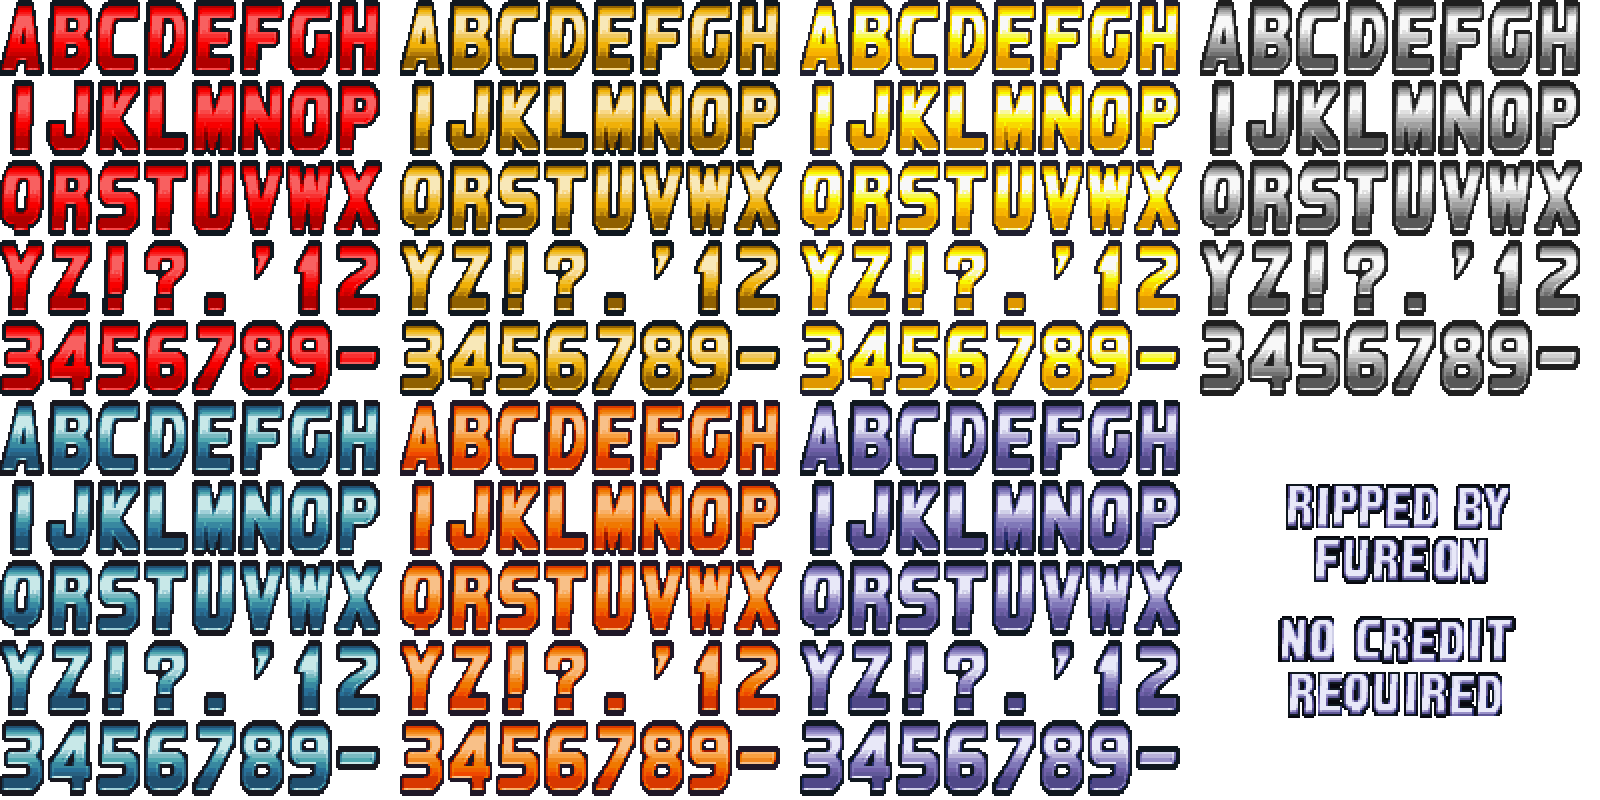 ABCDEFGH
IJKLMNOP
QRSTUVWX
YZ!?.'12
3456789-
ABCDEFGH
IJKLMNOP
QRSTUVWX
YZ!?.'12
3456789-
ABCDEFGH
IJKLMNOP
QRSTUVWX
YZ!?.'12
3456789-
ABCDEFGH
IJKLMNOP
QRSTUVWX
YZ!?.'12
3456789-
ABCDEFGH
IJKLMNOP
QRSTUVWX
YZ!?.'12
3456789-
ABCDEFGH
IJKLMNOP
QRSTUVWX
YZ!?.'12
3456789-
ABCDEFGH
IJKLMNOP
QRSTUVWX
YZ!?.'12
3456789-
RIPPED BY
FUREON
NO CREDIT
REQUIRED